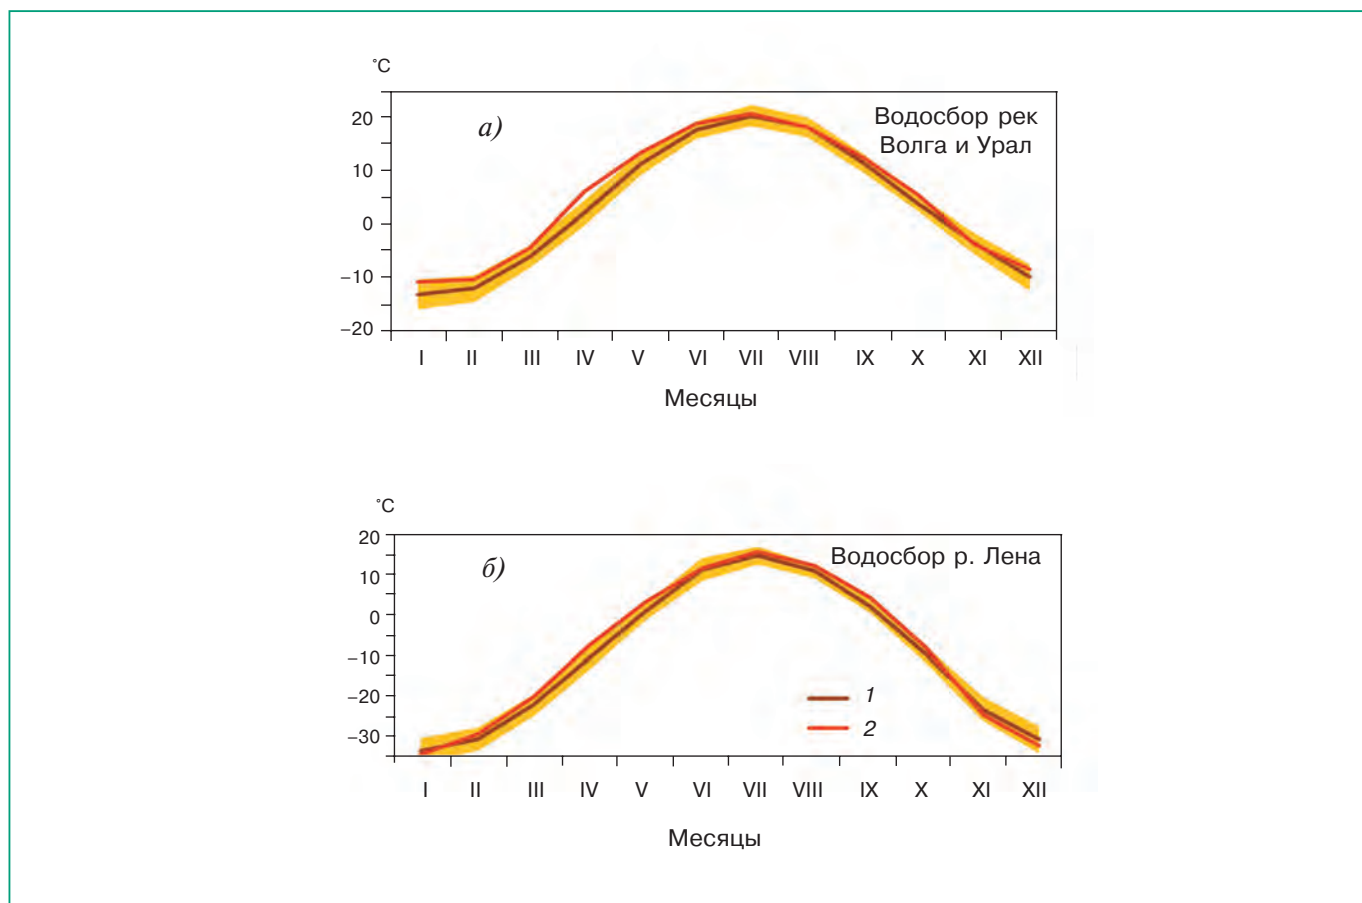 °C
а)
Водосбор рек
Волга и Урал
20
10
0
−10
−20
I II III IV V VI VII VIII IX X XI XII
Месяцы
°C
б)
Водосбор р. Лена
20
10
0
−10
−20
−30
1
2
I II III IV V VI VII VIII IX X XI XII
Месяцы